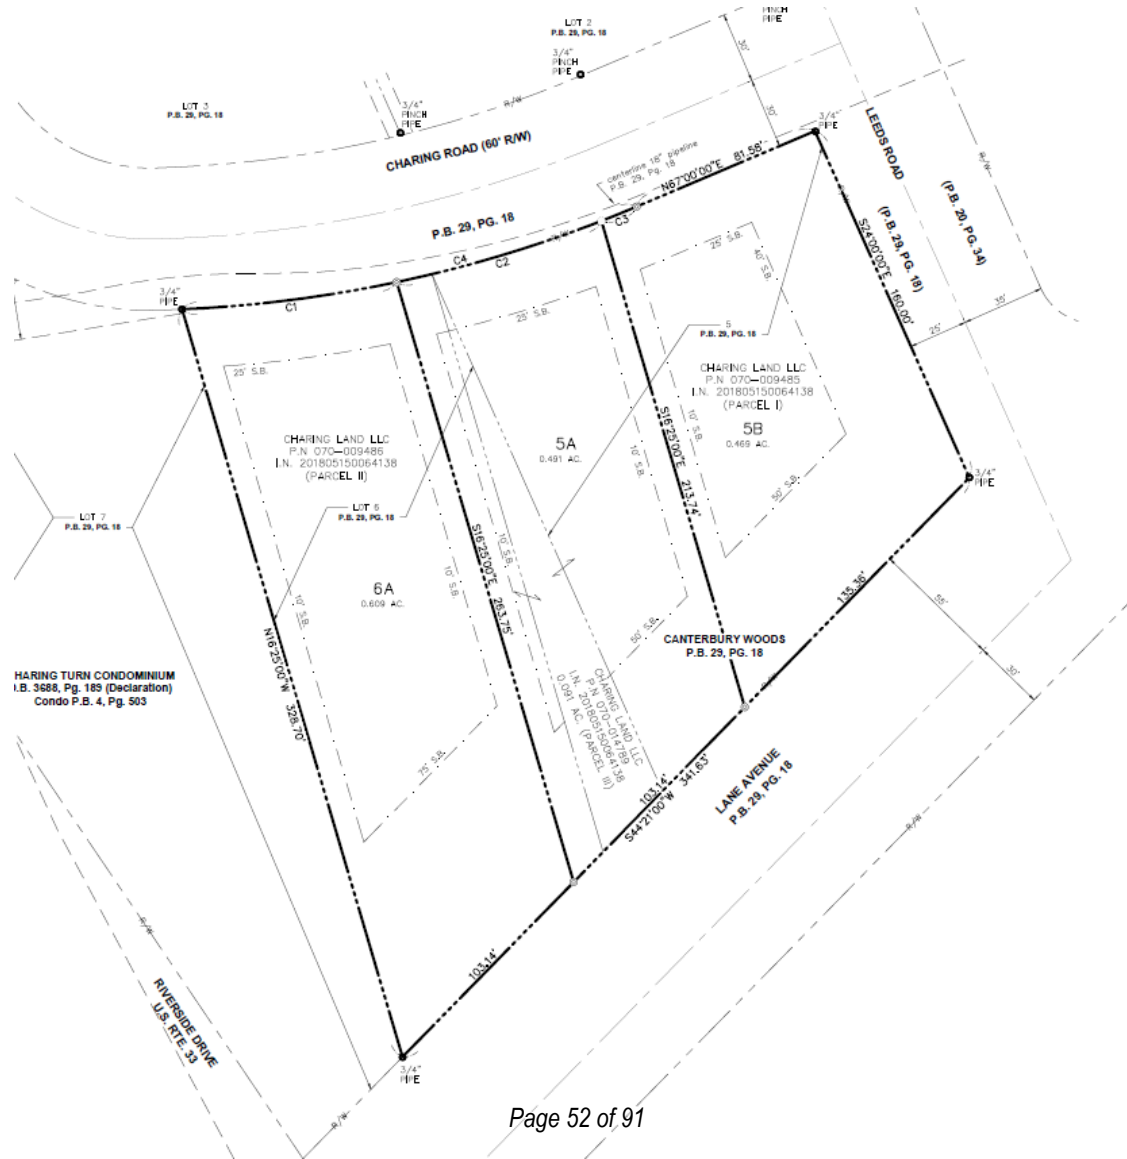 LOT 2
P.B. 29, PG. 18
PINCH
PIPE
3/4"
PINCH
PIPE
30'
LOT 3
P.B. 29, PG. 18
3/4"
PINCH
PIPE
R/W
30'
3/4"
PIPE
CHARING ROAD (60' R/W)
LEEDS ROAD
R/W
centerline 18" pipeline
P.B. 29, Pg. 18
N67°00'00"E 81.58'
R/W
(P.B. 20, PG. 34)
(P.B. 29, PG. 18)
P.B. 29, PG. 18
C3
R/W
S24°00'00"E 160.00'
25' S.B.
40' S.B.
C4
C2
3/4"
PIPE
C1
35'
25'
25' S.B.
5
P.B. 29, PG. 18
25' S.B.
CHARING LAND LLC
P.N 070-009485
I.N. 201805150064138
(PARCEL I)
5B
0.469 AC.
10' S.B.
S16°25'00"E 213.74'
CHARING LAND LLC
P.N 070-009486
I.N. 201805150064138
(PARCEL II)
5A
0.491 AC.
10' S.B.
50' S.B.
3/4"
PIPE
LOT 7
P.B. 29, PG. 18
LOT 6
P.B. 29, PG. 18
S16°25'00"E 263.75'
10' S.B.
10' S.B.
6A
0.609 AC.
10' S.B.
135.36'
55'
50' S.B.
CANTERBURY WOODS
P.B. 29, PG. 18
30'
N16°25'00"W 328.70'
HARING TURN CONDOMINIUM
.B. 3688, Pg. 189 (Declaration)
Condo P.B. 4, Pg. 503
CHARING LAND LLC
P.N 070-014789
I.N. 201805150064138
0.091 AC. (PARCEL III)
R/W
75' S.B.
103.14'
S44°21'00"W 341.63'
LANE AVENUE
P.B. 29, PG. 18
R/W
R/W
103.14'
RIVERSIDE DRIVE
U.S. RTE. 33
3/4"
PIPE
R/W
Page 52 of 91